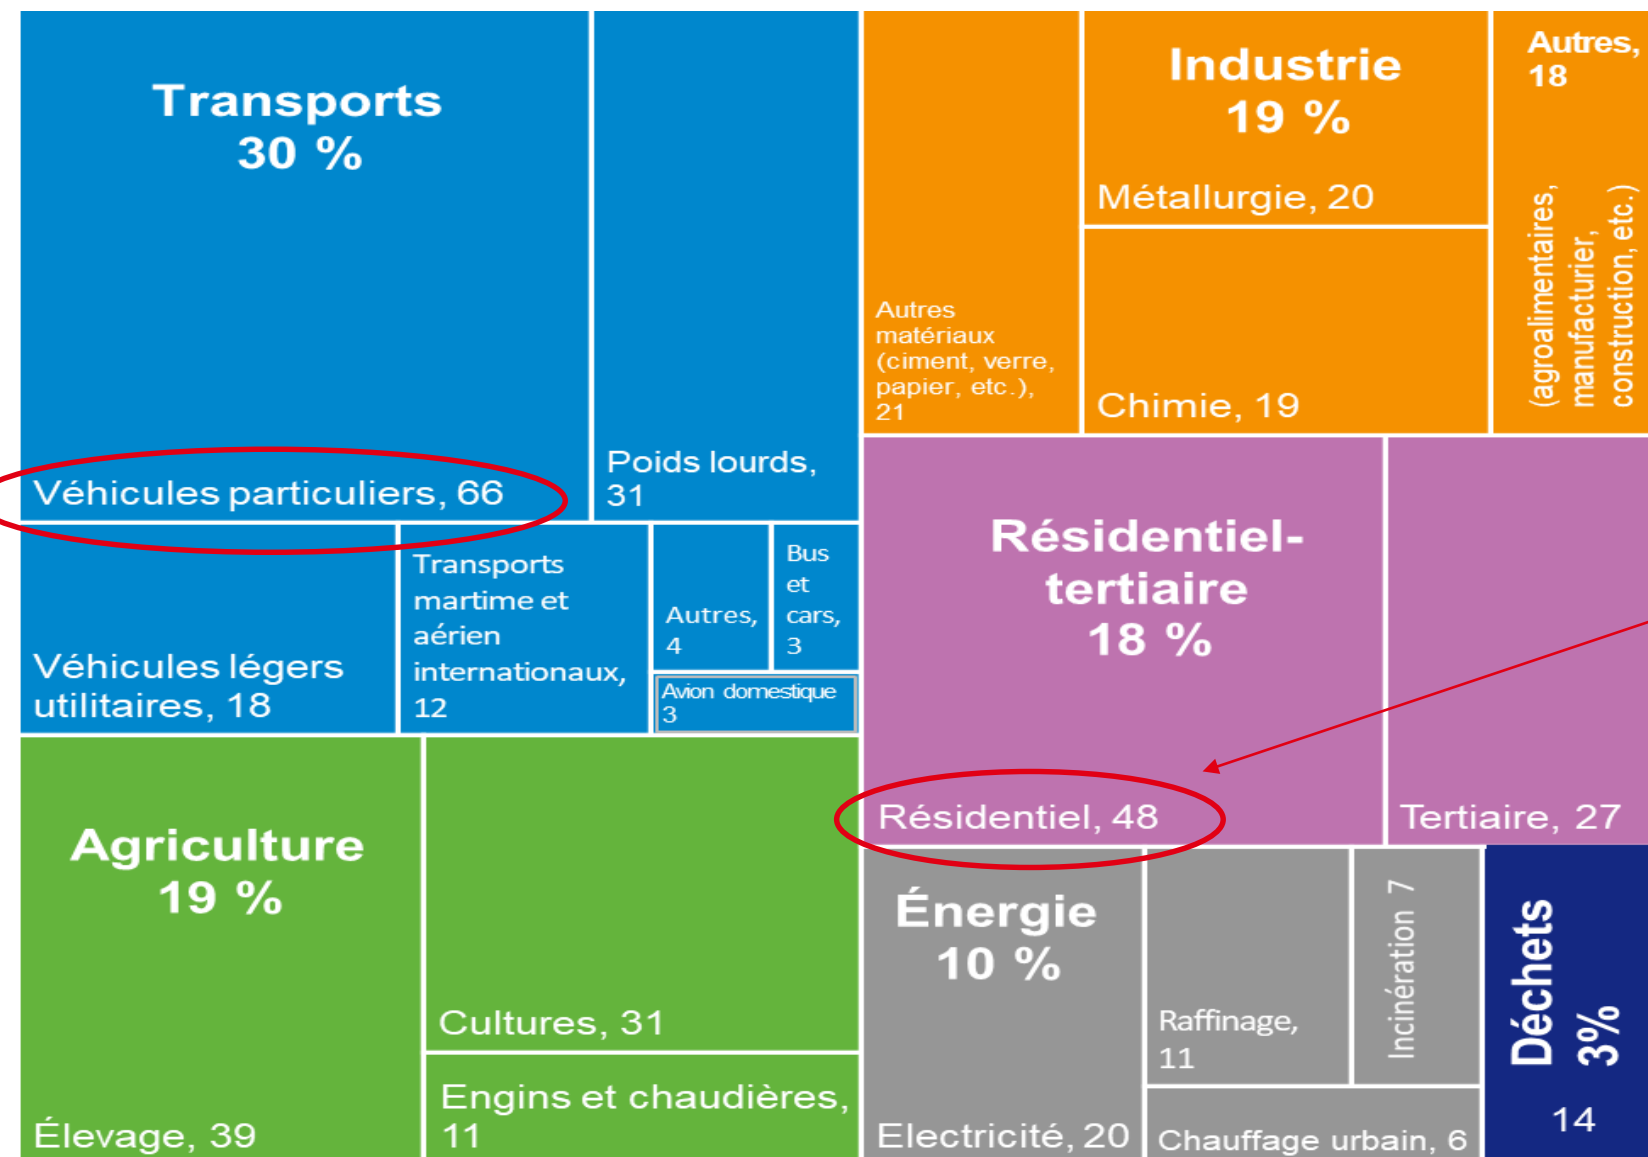 Transports
30 %
Véhicules particuliers, 66
Poids lourds,
31
Véhicules légers
utilitaires, 18
Transports
martime et
aérien
internationaux,
12
Autres,
4
Bus
et
cars,
3
Avion domestique
3
Agriculture
19 %
Élevage, 39
Cultures, 31
Engins et chaudières,
11
Autres
matériaux
(ciment, verre,
papier, etc.),
21
Industrie
19 %
Métallurgie, 20
Chimie, 19
Autres,
18
(agroalimentaires,
manufacturier,
construction, etc.)
Résidentiel-
tertiaire
18 %
Résidentiel, 48
Tertiaire, 27
Énergie
10 %
Electricité, 20
Raffinage,
11
Incinération 7
Chauffage urbain, 6
Déchets
3%
14